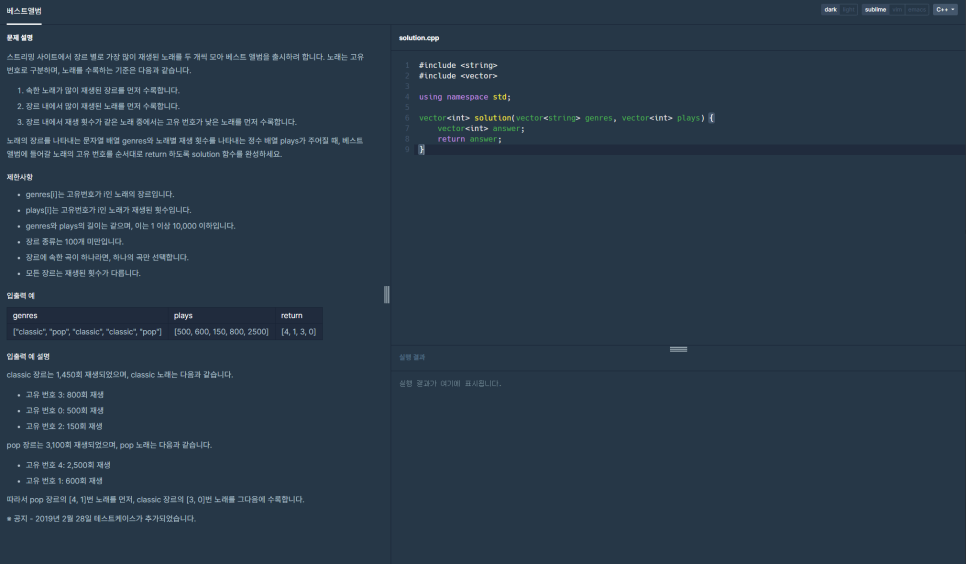 베스트앨범
dark light sublime vim emacs C++
문제 설명
스트리밍 사이트에서 장르 별로 가장 많이 재생된 노래를 두 개씩 모아 베스트 앨범을 출시하려 합니다. 노래는 고유
번호로 구분하며, 노래를 수록하는 기준은 다음과 같습니다.
1. 속한 노래가 많이 재생된 장르를 먼저 수록합니다.
2. 장르 내에서 많이 재생된 노래를 먼저 수록합니다.
3. 장르 내에서 재생 횟수가 같은 노래 중에서는 고유 번호가 낮은 노래를 먼저 수록합니다.
노래의 장르를 나타내는 문자열 배열 genres와 노래별 재생 횟수를 나타내는 정수 배열 plays가 주어질 때, 베스트
앨범에 들어갈 노래의 고유 번호를 순서대로 return 하도록 solution 함수를 완성하세요.
제한사항
• genres[i]는 고유번호가 i인 노래의 장르입니다.
• plays[i]는 고유번호가 i인 노래가 재생된 횟수입니다.
• genres와 plays의 길이는 같으며, 이는 1 이상 10,000 이하입니다.
• 장르 종류는 100개 미만입니다.
• 장르에 속한 곡이 하나라면, 하나의 곡만 선택합니다.
• 모든 장르는 재생된 횟수가 다릅니다.
입출력 예
genres plays return
["classic", "pop", "classic", "classic", "pop"] [500, 600, 150, 800, 2500] [4, 1, 3, 0]
입출력 예 설명
classic 장르는 1,450회 재생되었으며, classic 노래는 다음과 같습니다.
• 고유 번호 3: 800회 재생
• 고유 번호 0: 500회 재생
• 고유 번호 2: 150회 재생
pop 장르는 3,100회 재생되었으며, pop 노래는 다음과 같습니다.
• 고유 번호 4: 2,500회 재생
• 고유 번호 1: 600회 재생
따라서 pop 장르의 [4, 1]번 노래를 먼저, classic 장르의 [3, 0]번 노래를 그다음에 수록합니다.
※ 공지 - 2019년 2월 28일 테스트케이스가 추가되었습니다.
solution.cpp
1 #include <string>
2 #include <vector>
3
4 using namespace std;
5
6 vector<int> solution(vector<string> genres, vector<int> plays) {
7 vector<int> answer;
8 return answer;
9 }
실행 결과
실행 결과가 여기에 표시됩니다.